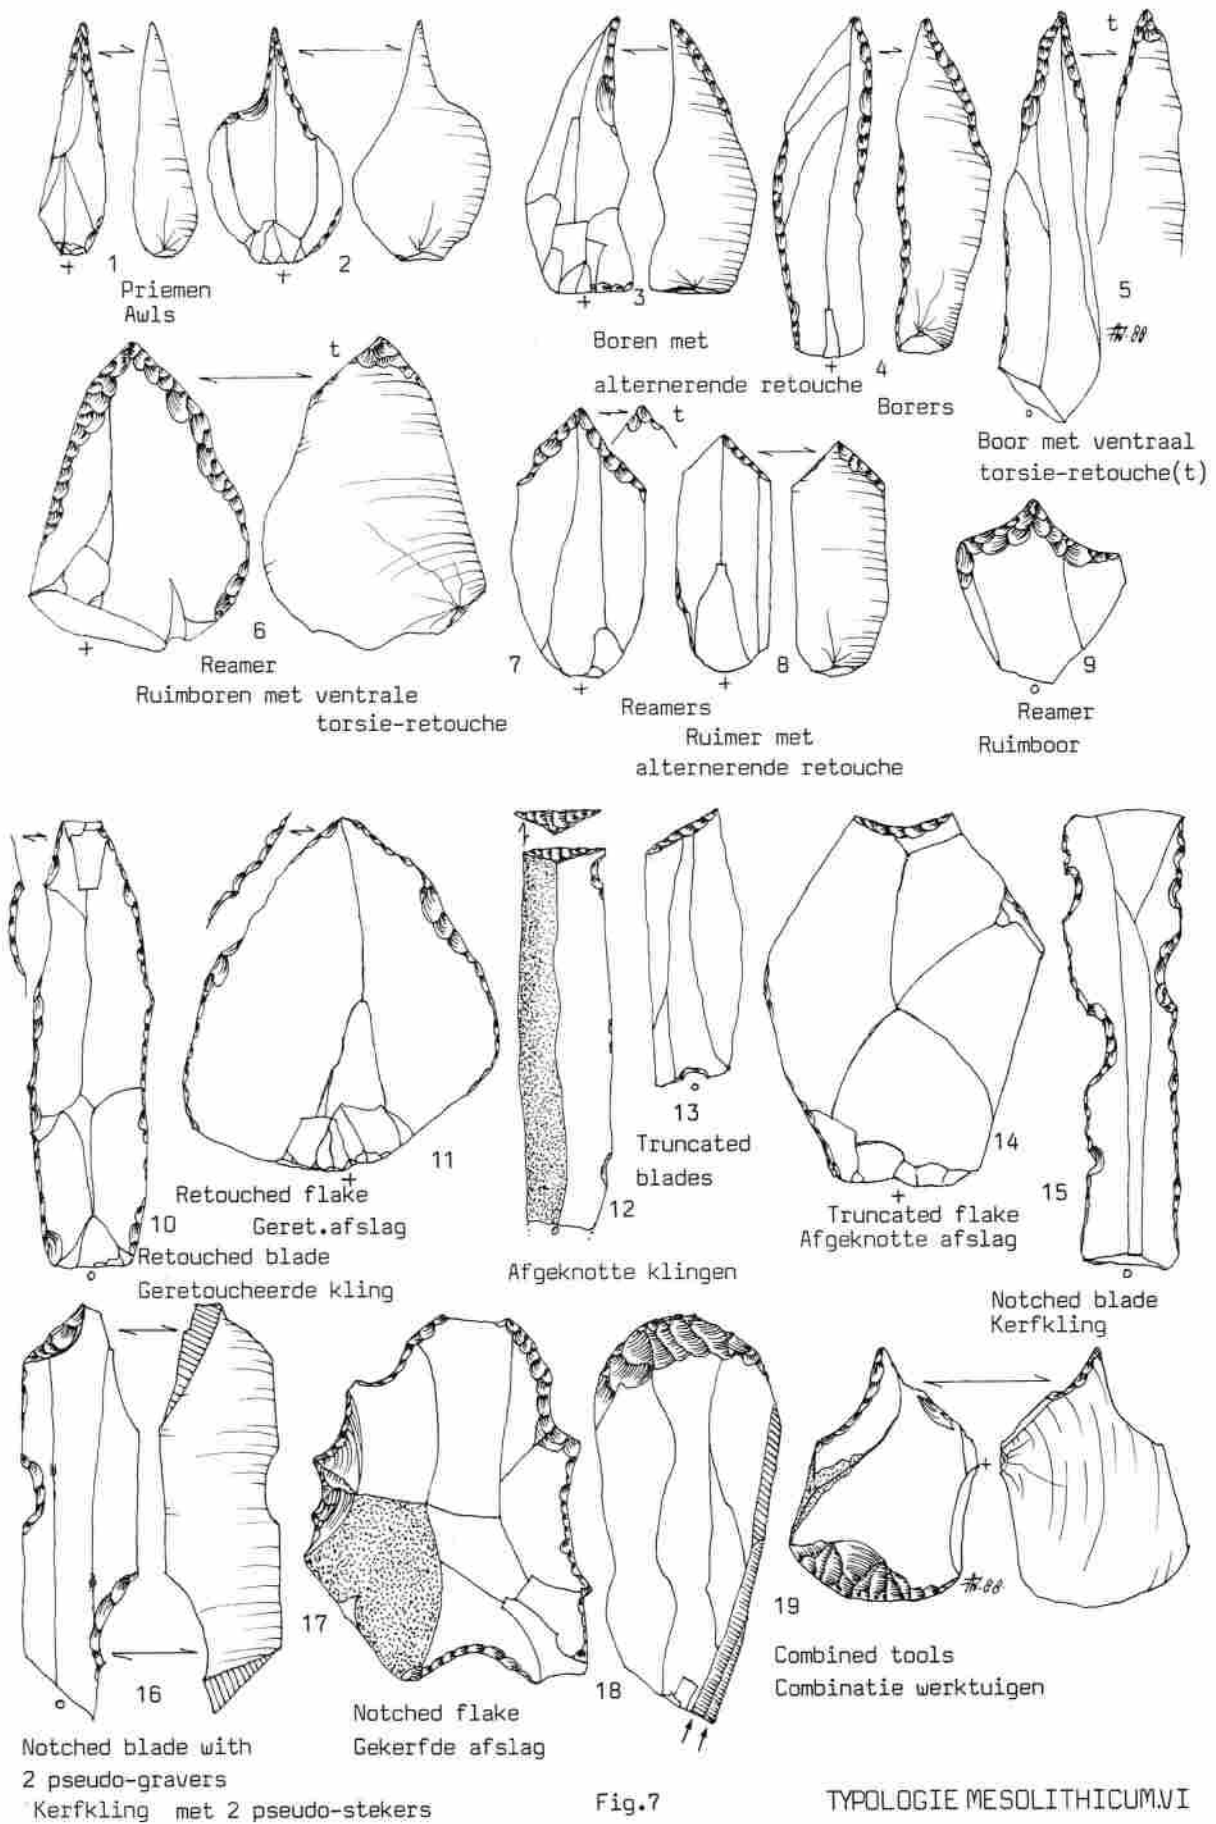 t
1
Priemen
Awls
2
3
Boren met
alternerende retouche
4
Borers
5
Boor met ventraal
torsie-retouche(t)
t
6
Reamer
Ruimboren met ventrale
torsie-retouche
t
7
8
Reamers
Ruimer met
alternerende retouche
9
Reamer
Ruimboor
10
Retouched blade
Geretoucheerde kling
11
Retouched flake
Geret.afslag
12
Afgeknotte klingen
13
Truncated
blades
14
Truncated flake
Afgeknotte afslag
15
Notched blade
Kerfkling
16
Notched blade with
2 pseudo-gravers
Kerfkling met 2 pseudo-stekers
17
Notched flake
Gekerfde afslag
18
19
Combined tools
Combinatie werktuigen
Fig.7
TYPOLOGIE MESOLITHICUM.VI